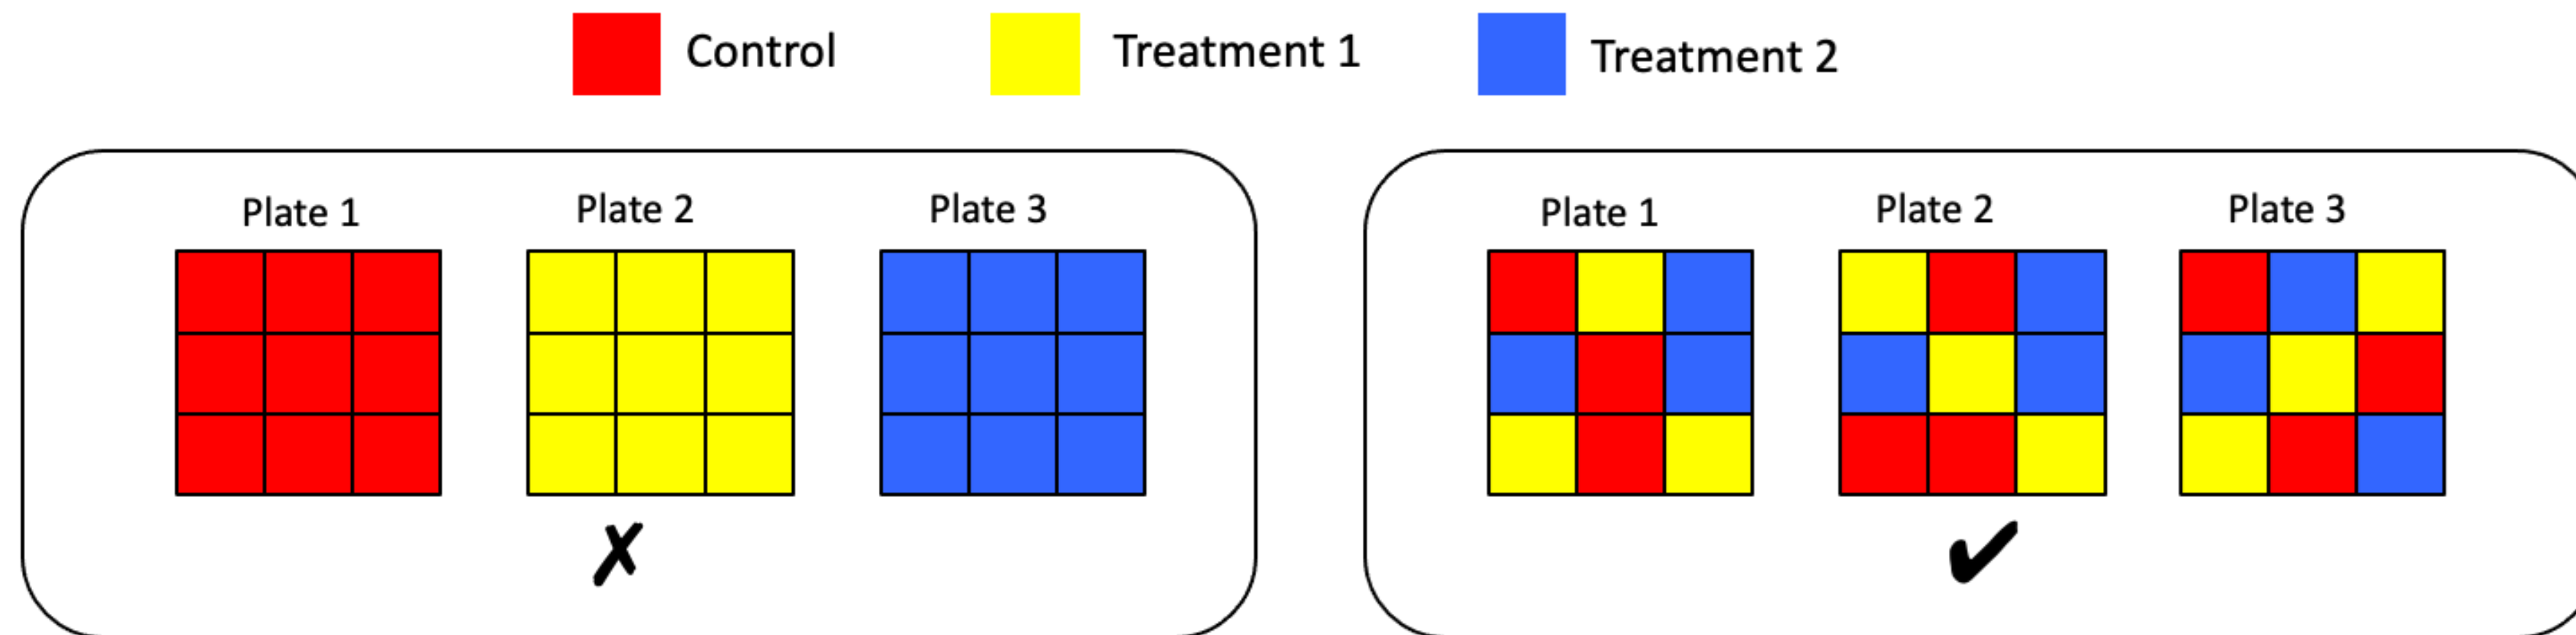 Control
Treatment 1
Treatment 2
Plate 1
Plate 2
Plate 3
Plate 1
Plate 2
Plate 3
✗
✔